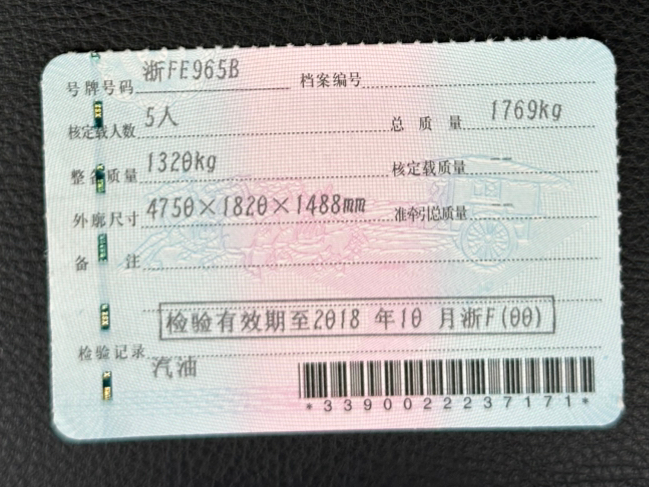 号牌号码 浙FE965B 档案编号
核定载人数 5人 总质量 1769kg
整备质量 1320kg 核定载质量 --
外廓尺寸 4750×1820×1488mm 准牵引总质量 --
备注
检验有效期至2018 年10 月浙F(00)
检验记录
汽油
*3390022237171*